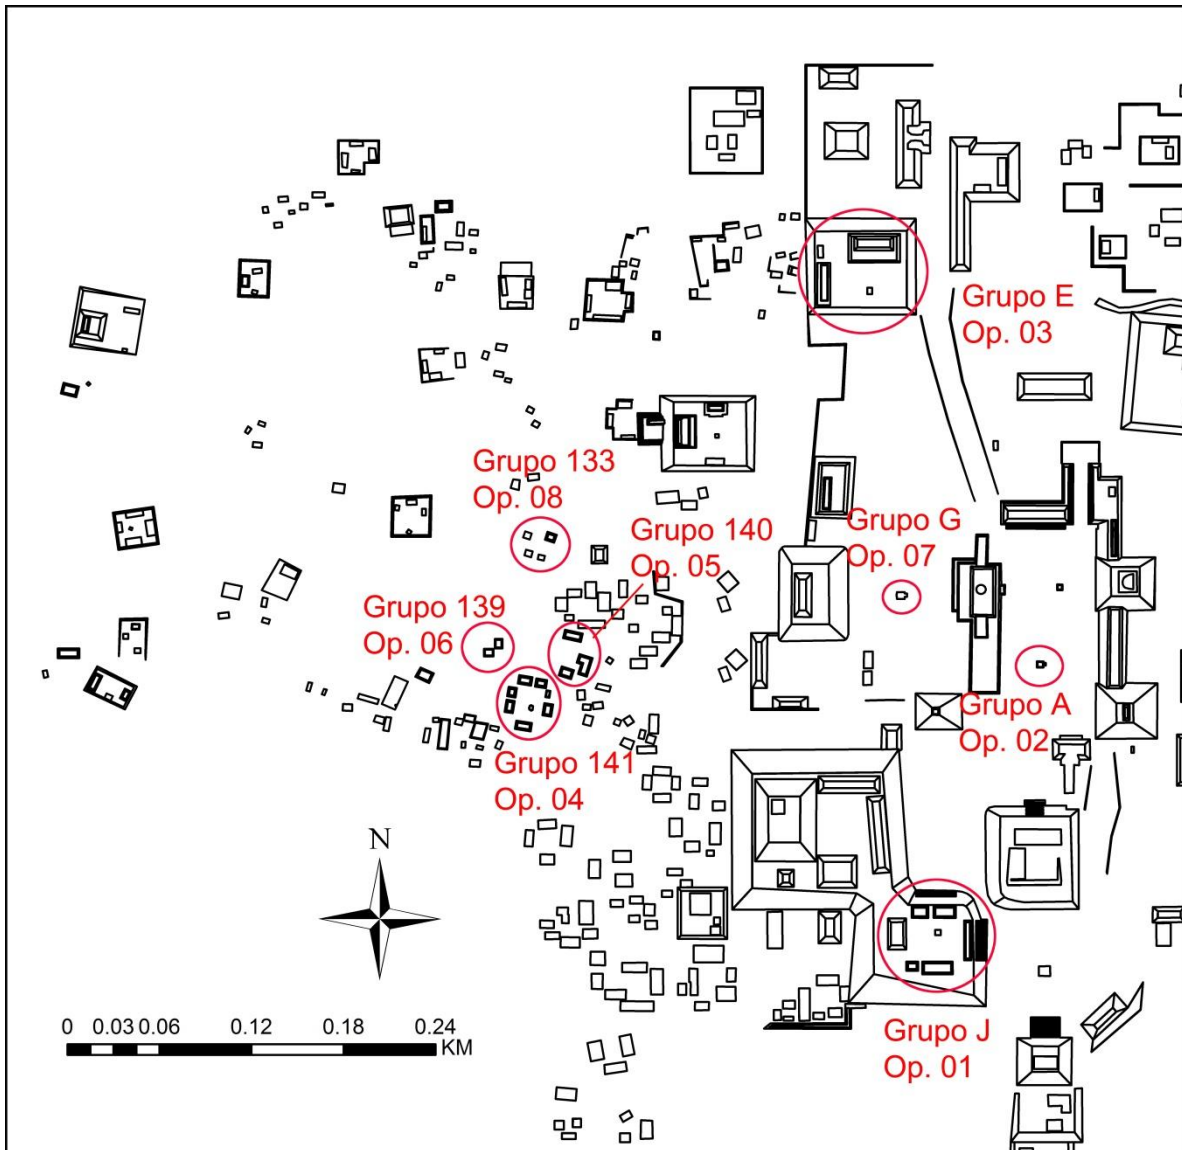 Grupo E
Op. 03
Grupo 133
Op. 08
Grupo 140
Op. 05
Grupo G
Op. 07
Grupo 139
Op. 06
Grupo A
Op. 02
Grupo 141
Op. 04
N
0 0.03 0.06 0.12 0.18 0.24
KM
Grupo J
Op. 01